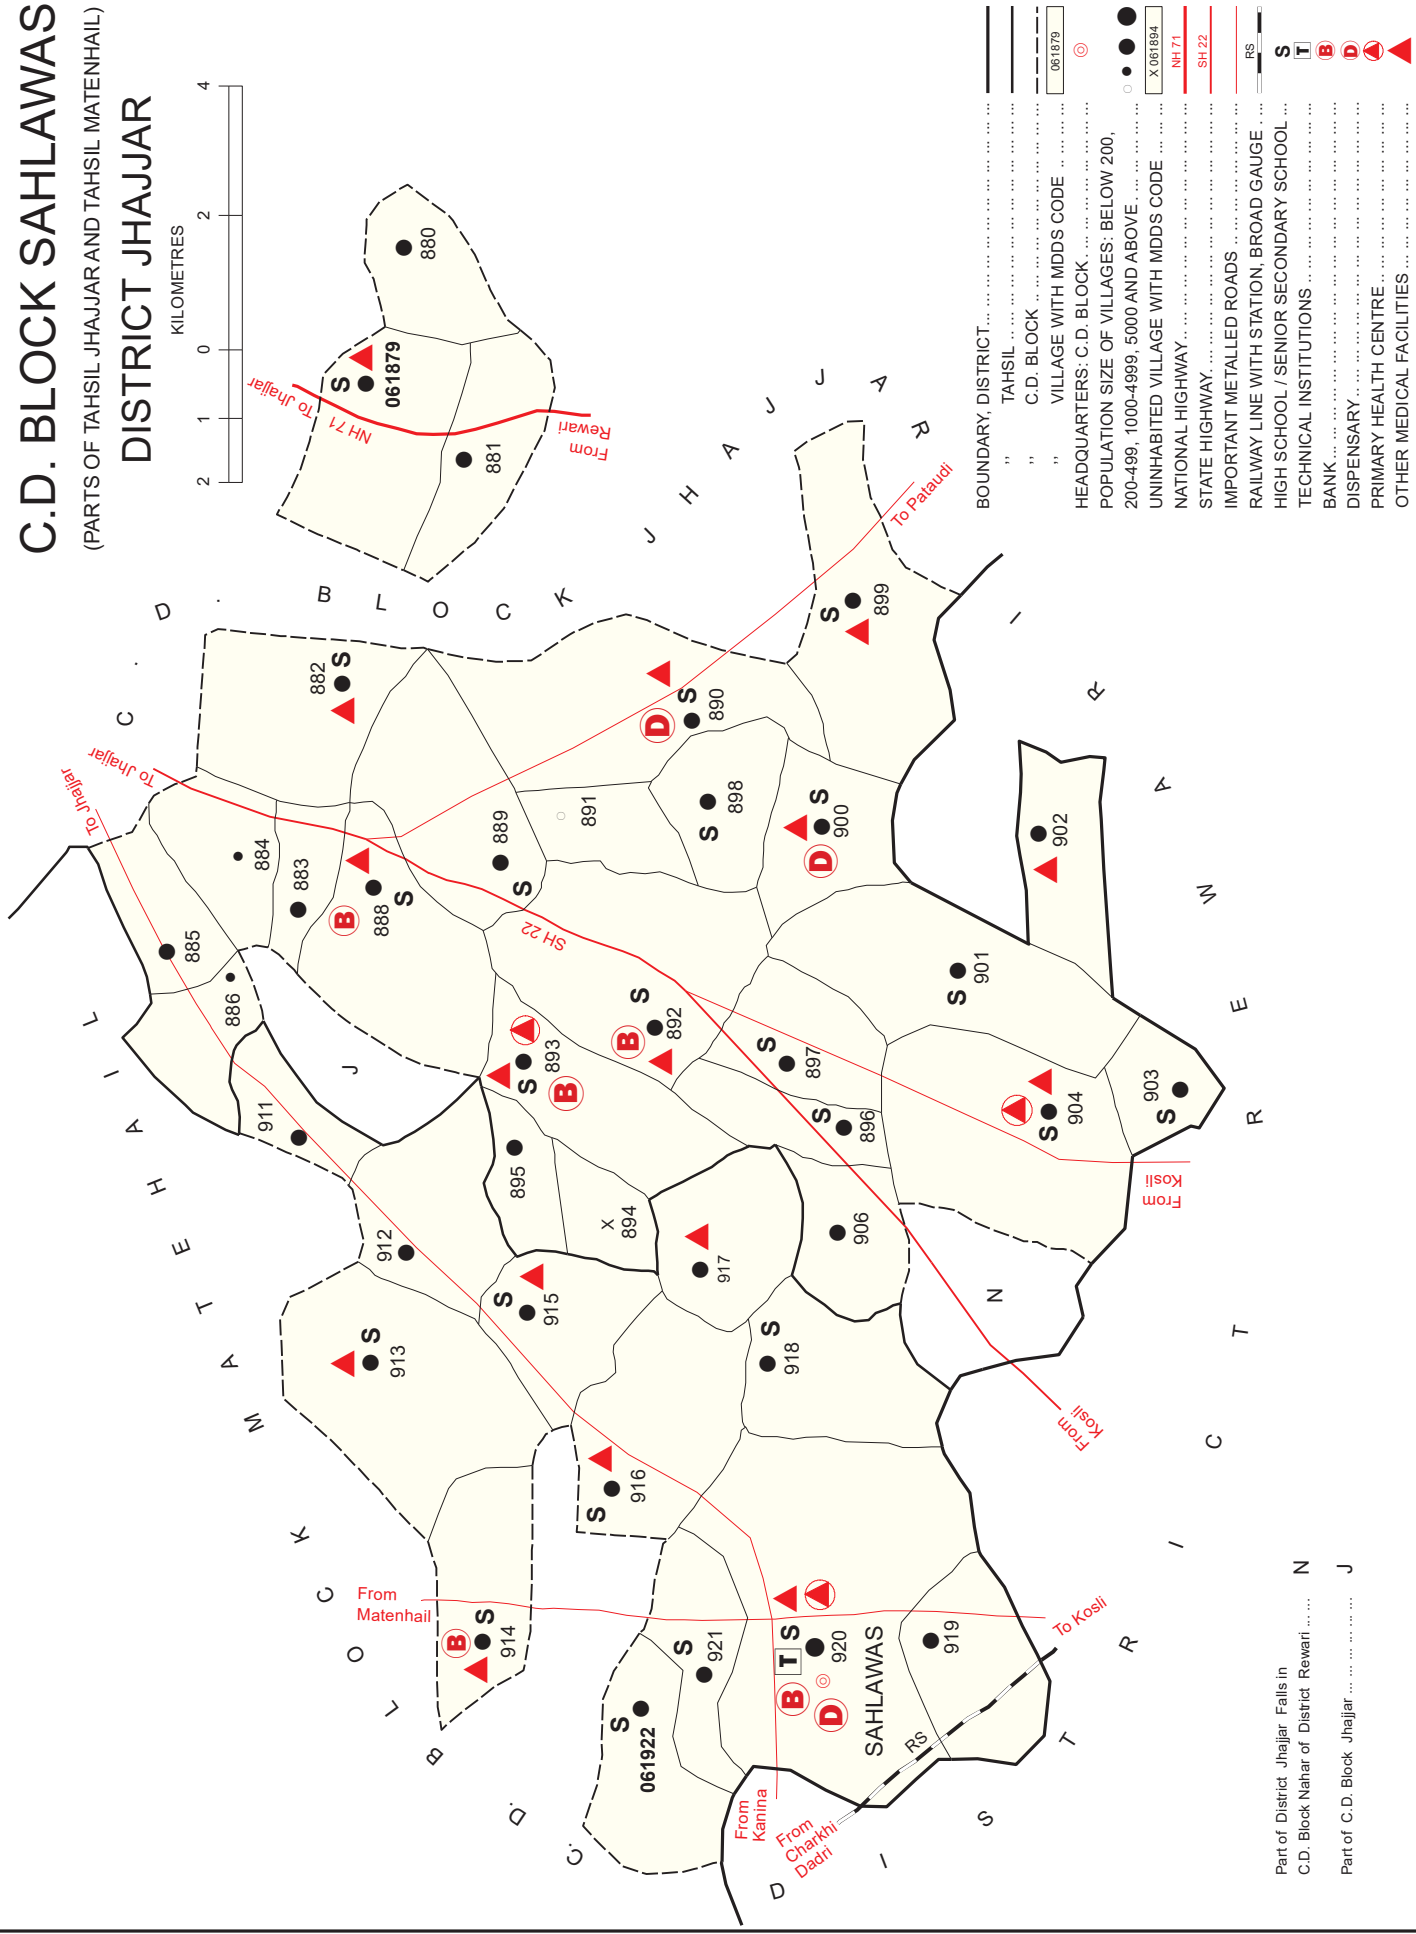 C.D. BLOCK SAHLAWAS
(PARTS OF TAHSIL JHAJJAR AND TAHSIL MATENHAIL)
DISTRICT JHAJJAR
KILOMETRES
2 1 0 2 4
To Jhajjar
NH 71
S
061879
880
881
From
Rewari
C. D. BLOCK JHAJJAR
To Jhajjar
To Jhajjar
882 S
884
883
885
886
888
S
B
889
S
SH 22
890
S
D
891
898
S
To Pataudi
899
S
900
S
D
901
S
902
903
S
904
S
892
S
B
893
S
B
895
X
894
896
S
897
S
906
From
Kosli
N
From
Kosli
J
911
912
913
S
914
S
B
915
S
916
S
917
918
S
From
Matenhail
919
T S
920
B
D
SAHLAWAS
921
S
061922
S
RS
To Kosli
From
Kanina
From
Charkhi
Dadri
C.D. BLOCK MATEHAIL
DISTRICT REWARI
BOUNDARY, DISTRICT
,, TAHSIL
,, C.D. BLOCK
,, VILLAGE WITH MDDS CODE 061879
HEADQUARTERS: C.D. BLOCK
POPULATION SIZE OF VILLAGES: BELOW 200,
200-499, 1000-4999, 5000 AND ABOVE
UNINHABITED VILLAGE WITH MDDS CODE X 061894
NATIONAL HIGHWAY NH 71
STATE HIGHWAY SH 22
IMPORTANT METALLED ROADS
RAILWAY LINE WITH STATION, BROAD GAUGE RS
HIGH SCHOOL / SENIOR SECONDARY SCHOOL S
TECHNICAL INSTITUTIONS T
BANK B
DISPENSARY D
PRIMARY HEALTH CENTRE
OTHER MEDICAL FACILITIES
Part of District Jhajjar Falls in
C.D. Block Nahar of District Rewari N
Part of C.D. Block Jhajjar J